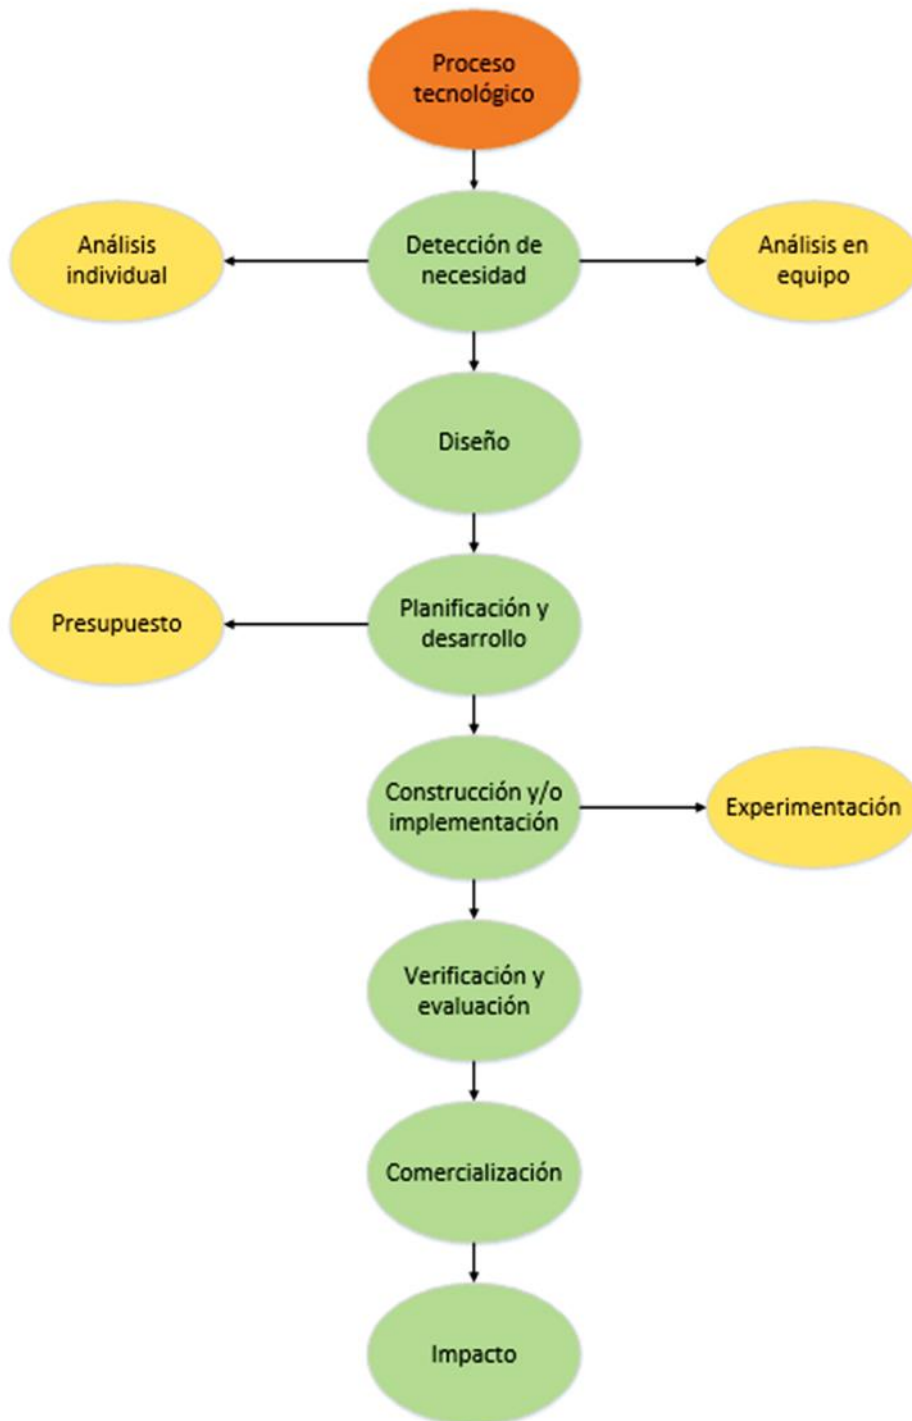 Proceso
tecnológico
Análisis
individual
Detección de
necesidad
Análisis en
equipo
Diseño
Presupuesto
Planificación y
desarrollo
Construcción y/o
implementación
Experimentación
Verificación y
evaluación
Comercialización
Impacto